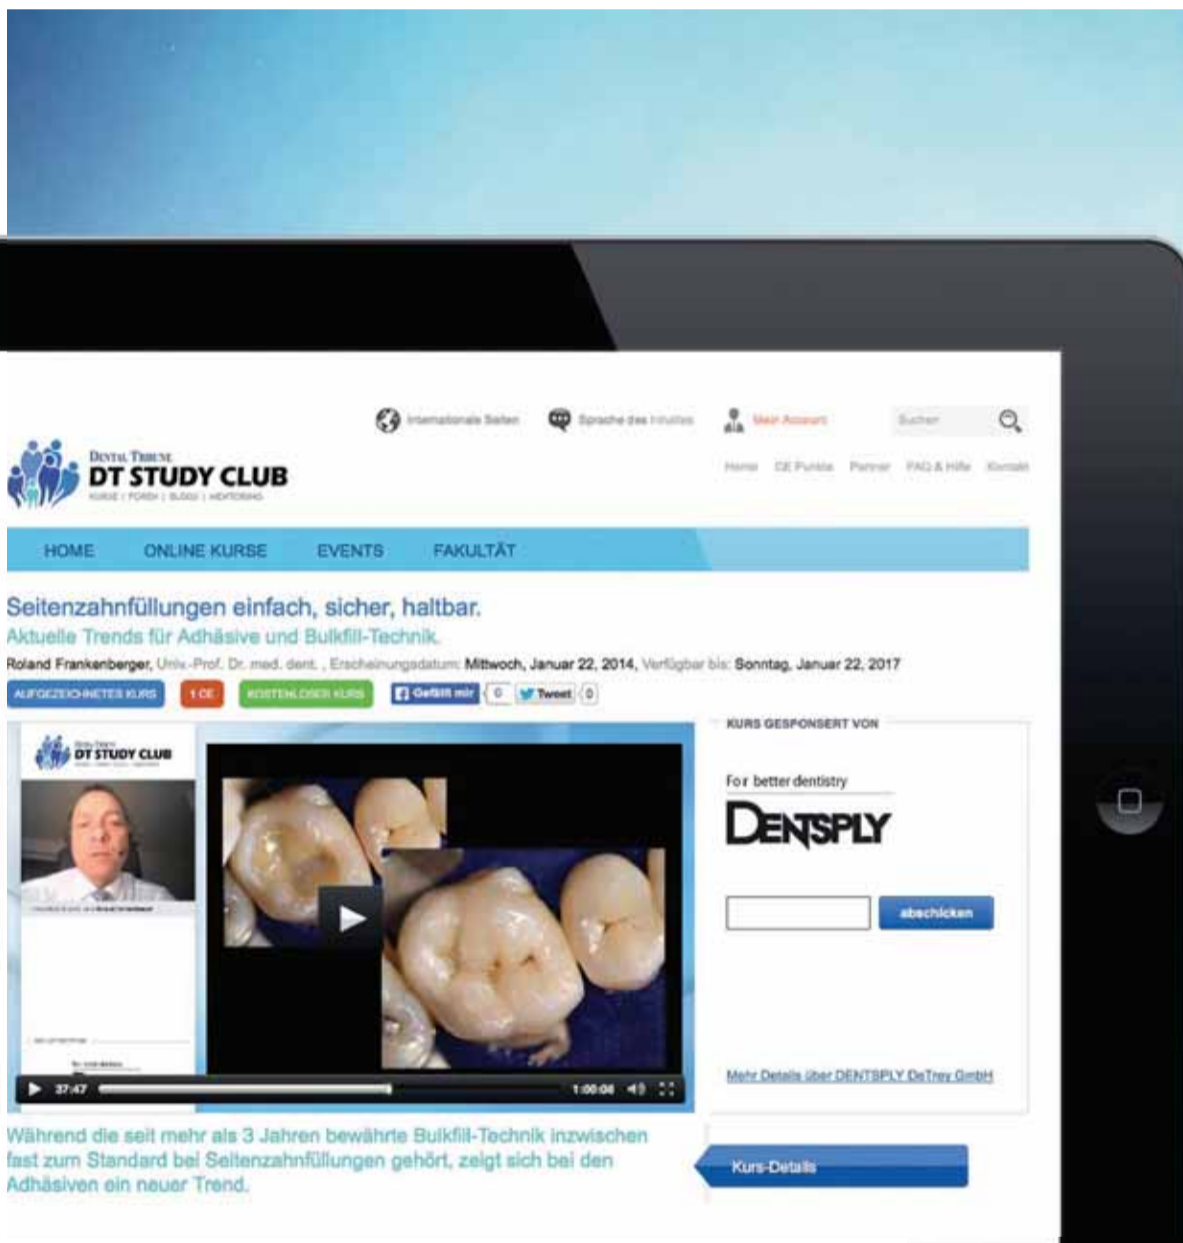 Internationale Seiten
Sprache des Inhaltes
Mein Account
Suchen
DENTAL TRIBUNE
DT STUDY CLUB
KURSE | FOREN | BLOGS | MENTORING
Home CE Punkte Partner FAQ & Hilfe Kontakt
HOME ONLINE KURSE EVENTS FAKULTÄT
Seitenzahnfüllungen einfach, sicher, haltbar.
Aktuelle Trends für Adhäsive und Bulkfill-Technik.
Roland Frankenberger, Univ.-Prof. Dr. med. dent. , Erscheinungsdatum: Mittwoch, Januar 22, 2014, Verfügbar bis: Sonntag, Januar 22, 2017
AUFGEZEICHNETES KURS 1 CE KOSTENLOSER KURS Gefällt mir 0 Tweet 0
DT STUDY CLUB
37:47 1:00:04
KURS GESPONSERT VON
For better dentistry
DENTSPLY
abschicken
Mehr Details über DENTSPLY DeTrey GmbH
Während die seit mehr als 3 Jahren bewährte Bulkfill-Technik inzwischen
fast zum Standard bei Seitenzahnfüllungen gehört, zeigt sich bei den
Adhäsiven ein neuer Trend.
Kurs-Details